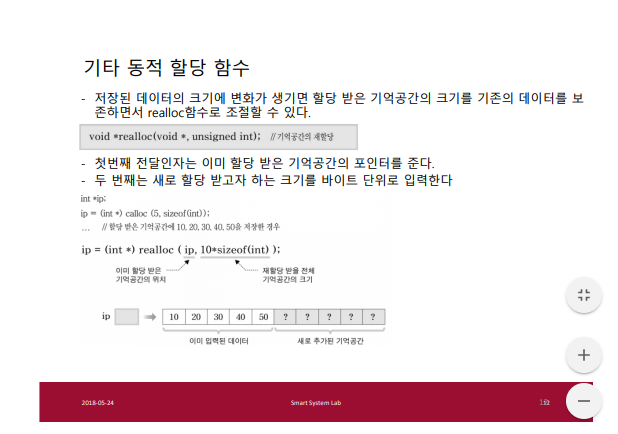 기타 동적 할당 함수
- 저장된 데이터의 크기에 변화가 생기면 할당 받은 기억공간의 크기를 기존의 데이터를 보
존하면서 realloc함수로 조절할 수 있다.
void *realloc(void *, unsigned int); // 기억공간의 재할당
- 첫번째 전달인자는 이미 할당 받은 기억공간의 포인터를 준다.
- 두 번째는 새로 할당 받고자 하는 크기를 바이트 단위로 입력한다
int *ip;
ip = (int *) calloc (5, sizeof(int));
... // 할당 받은 기억공간에 10, 20, 30, 40, 50을 저장한 경우
ip = (int *) realloc ( ip, 10*sizeof(int) );
이미 할당 받은 재할당 받을 전체
기억공간의 위치 기억공간의 크기
ip 10 20 30 40 50 ? ? ? ? ?
이미 입력된 데이터 새로 추가된 기억공간
2018-05-24 Smart System Lab